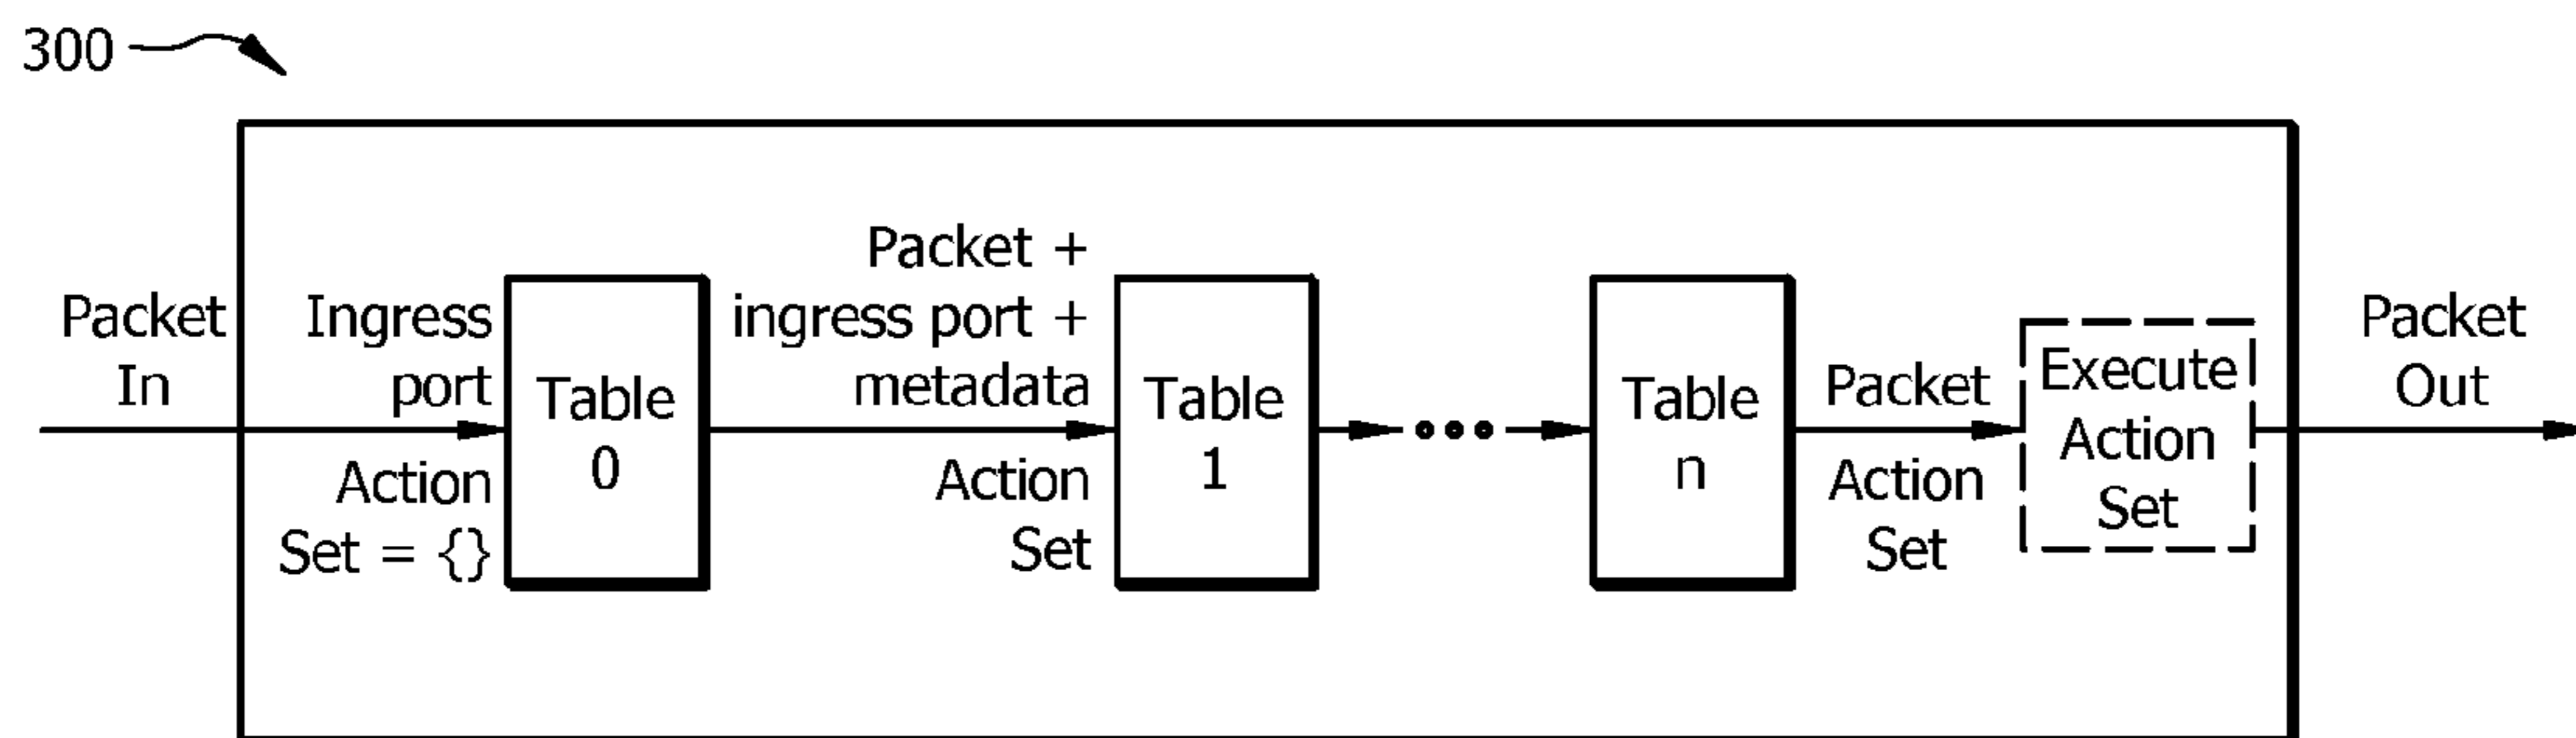 300
Packet
In
Ingress
port
Action
Set = {}
Table
0
Packet +
ingress port +
metadata
Action
Set
Table
1
Table
n
Packet
Action
Set
Execute
Action
Set
Packet
Out